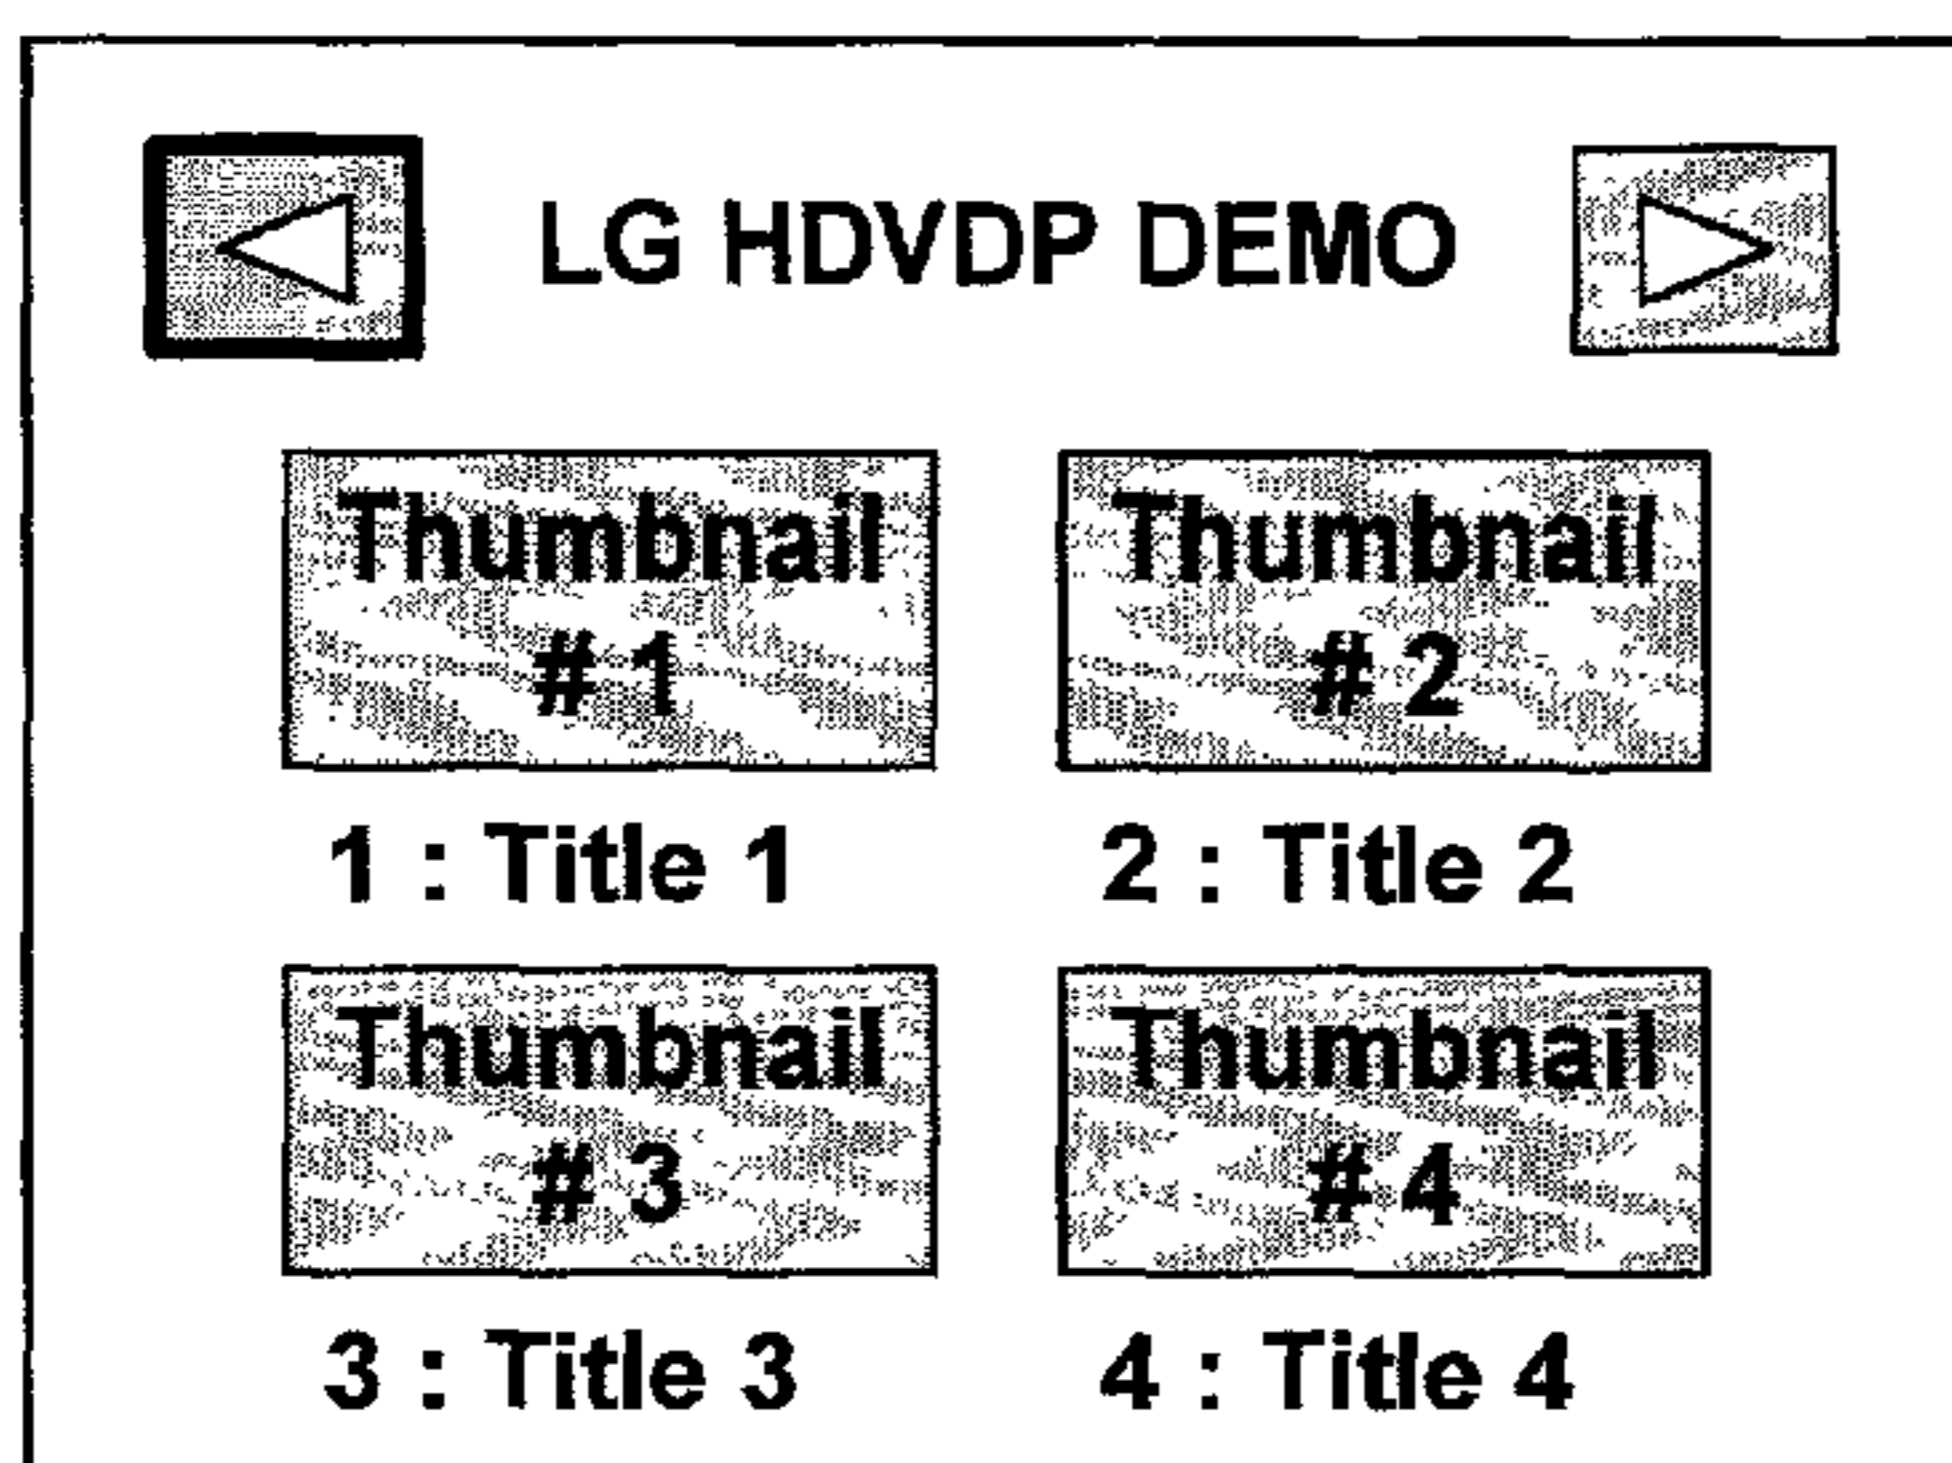 LG HDVDP DEMO
Thumbnail
# 1
Thumbnail
# 2
1 : Title 1
2 : Title 2
Thumbnail
# 3
Thumbnail
# 4
3 : Title 3
4 : Title 4